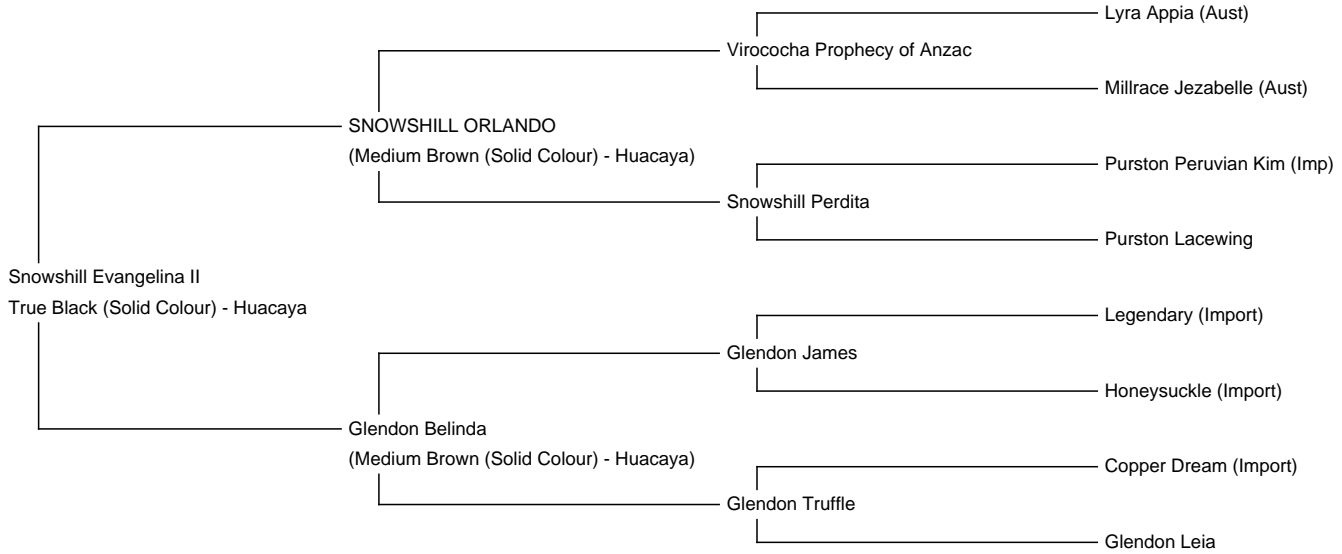 Lyra Appia (Aust)
Virococha Prophecy of Anzac
Millrace Jezabelle (Aust)
SNOWSHILL ORLANDO
(Medium Brown (Solid Colour) - Huacaya)
Purston Peruvian Kim (Imp)
Snowshill Perdita
Purston Lacewing
Snowshill Evangelina II
True Black (Solid Colour) - Huacaya
Legendary (Import)
Glendon James
Honeysuckle (Import)
Glendon Belinda
(Medium Brown (Solid Colour) - Huacaya)
Copper Dream (Import)
Glendon Truffle
Glendon Leia